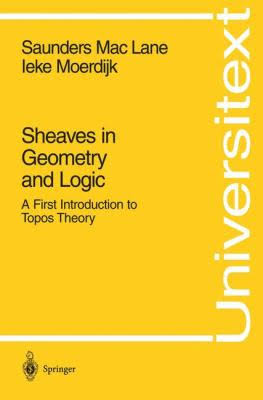 Saunders Mac Lane
Ieke Moerdijk
Sheaves in
Geometry
and Logic
A First Introduction to
Topos Theory
Universitext
Springer